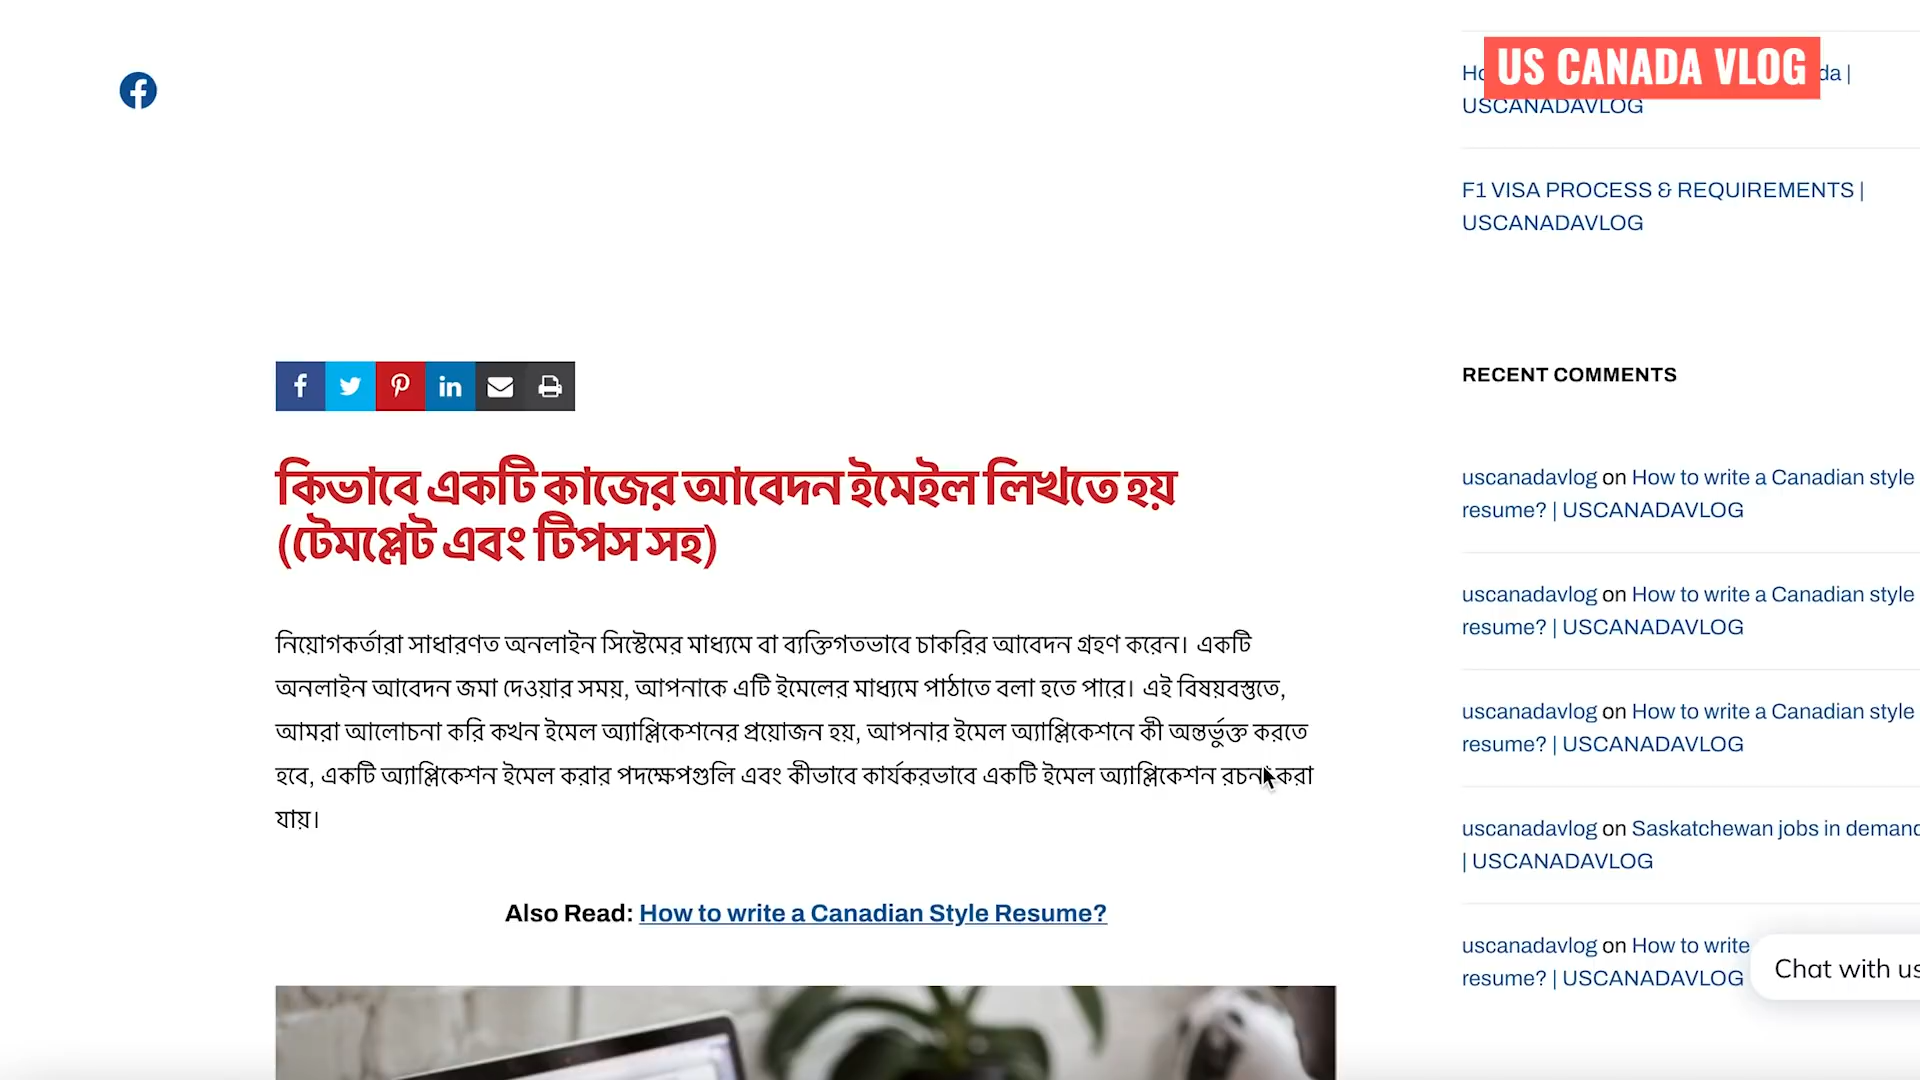 US CANADA VLOG
da |
USCANADAVLOG
F1 VISA PROCESS & REQUIREMENTS |
USCANADAVLOG
কিভাবে একটি কাজের আবেদন ইমেইল লিখতে হয়
(টেমপ্লেট এবং টিপস সহ)
নিয়োগকর্তারা সাধারণত অনলাইন সিস্টেমের মাধ্যমে বা ব্যক্তিগতভাবে চাকরির আবেদন গ্রহণ করেন। একটি
অনলাইন আবেদন জমা দেওয়ার সময়, আপনাকে এটি ইমেলের মাধ্যমে পাঠাতে বলা হতে পারে। এই বিষয়বস্তুতে,
আমরা আলোচনা করি কখন ইমেল অ্যাপ্লিকেশনের প্রয়োজন হয়, আপনার ইমেল অ্যাপ্লিকেশনে কী অন্তর্ভুক্ত করতে
হবে, একটি অ্যাপ্লিকেশন ইমেল করার পদক্ষেপগুলি এবং কীভাবে কার্যকরভাবে একটি ইমেল অ্যাপ্লিকেশন রচনা করা
যায়।
Also Read: How to write a Canadian Style Resume?
RECENT COMMENTS
uscanadavlog on How to write a Canadian style
resume? | USCANADAVLOG
uscanadavlog on How to write a Canadian style
resume? | USCANADAVLOG
uscanadavlog on How to write a Canadian style
resume? | USCANADAVLOG
uscanadavlog on Saskatchewan jobs in demand
| USCANADAVLOG
uscanadavlog on How to write
resume? | USCANADAVLOG
Chat with us